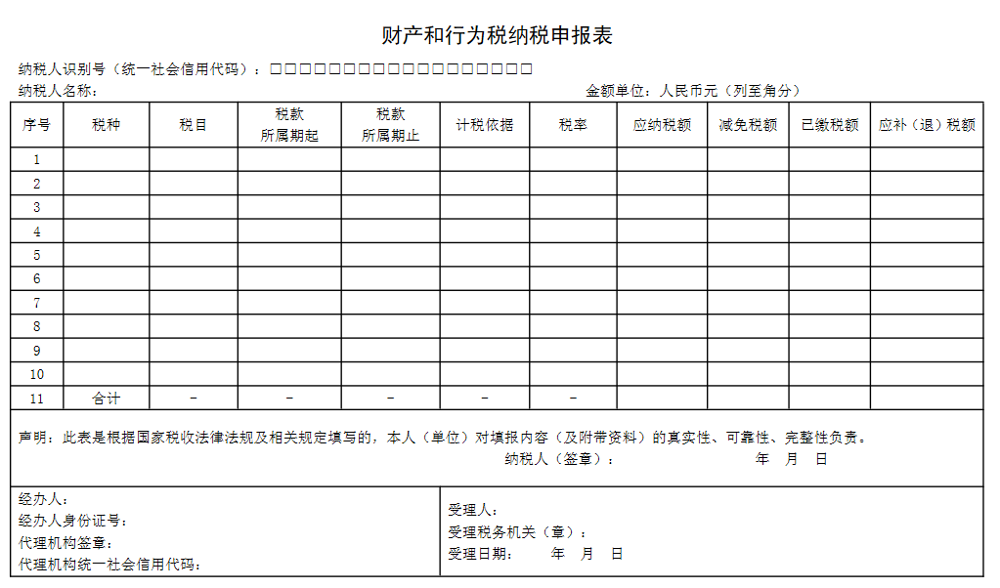 财产和行为税纳税申报表
纳税人识别号（统一社会信用代码）：□□□□□□□□□□□□□□□□□□
纳税人名称： 金额单位：人民币元（列至角分）
序号 税种 税目 税款所属期起 税款所属期止 计税依据 税率 应纳税额 减免税额 已缴税额 应补（退）税额
1
2
3
4
5
6
7
8
9
10
11 合计 － － － － －
声明：此表是根据国家税收法律法规及相关规定填写的，本人（单位）对填报内容（及附带资料）的真实性、可靠性、完整性负责。
纳税人（签章）： 年 月 日
经办人：
经办人身份证号：
代理机构签章：
代理机构统一社会信用代码：
受理人：
受理税务机关（章）：
受理日期： 年 月 日